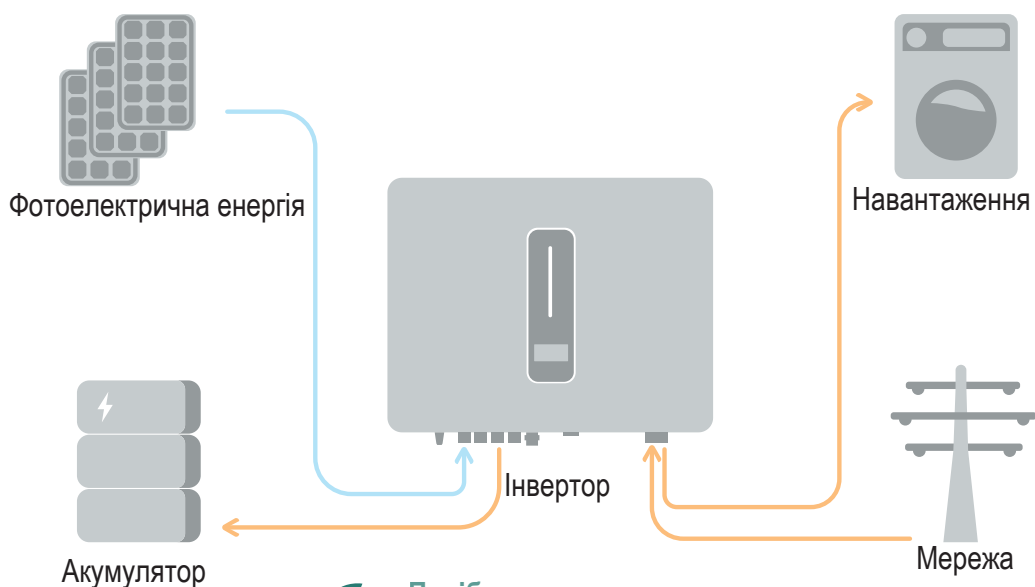 Фотоелектрична енергія
Навантаження
Інвертор
Акумулятор
Мережа